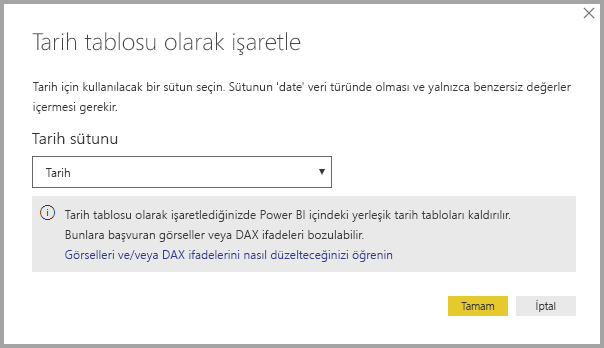 Tarih tablosu olarak işaretle
Tarih için kullanılacak bir sütun seçin. Sütunun 'date' veri türünde olması ve yalnızca benzersiz değerler
içermesi gerekir.
Tarih sütunu
Tarih
Tarih tablosu olarak işaretlediğinizde Power BI içindeki yerleşik tarih tabloları kaldırılır.
Bunlara başvuran görseller veya DAX ifadeleri bozulabilir.
Görselleri ve/veya DAX ifadelerini nasıl düzelteceğinizi öğrenin
Tamam
İptal